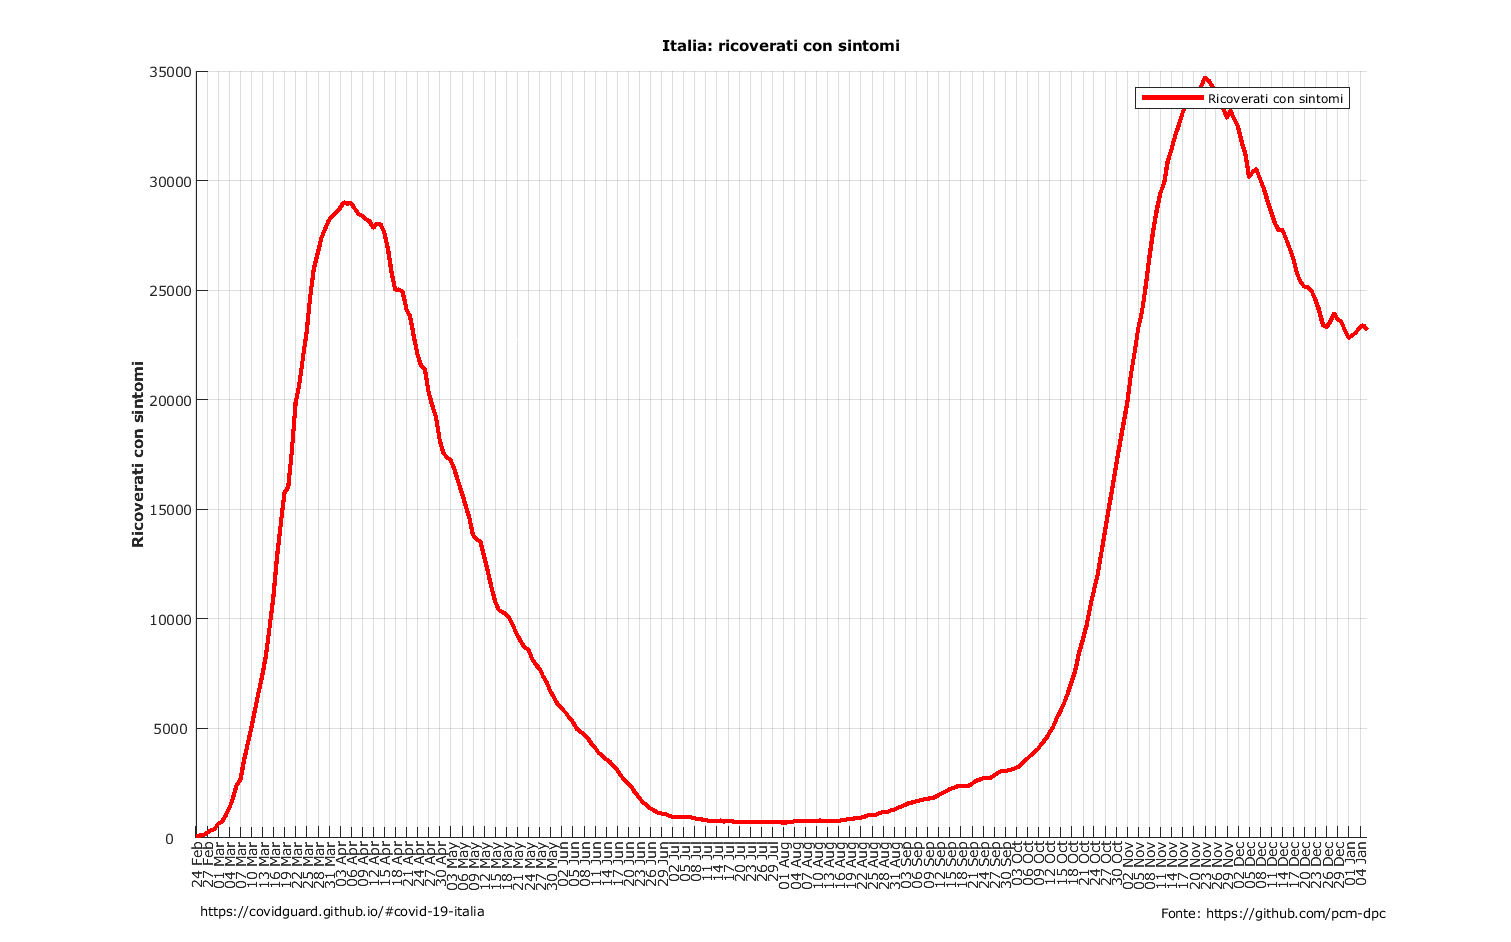 Italia: ricoverati con sintomi
Ricoverati con sintomi
35000
30000
25000
20000
15000
10000
5000
0
Ricoverati con sintomi
24 Feb
27 Feb
01 Mar
04 Mar
07 Mar
10 Mar
13 Mar
16 Mar
19 Mar
22 Mar
25 Mar
28 Mar
31 Mar
03 Apr
06 Apr
09 Apr
12 Apr
15 Apr
18 Apr
21 Apr
24 Apr
27 Apr
30 Apr
03 May
06 May
09 May
12 May
15 May
18 May
21 May
24 May
27 May
30 May
02 Jun
05 Jun
08 Jun
11 Jun
14 Jun
17 Jun
20 Jun
23 Jun
26 Jun
29 Jun
02 Jul
05 Jul
08 Jul
11 Jul
14 Jul
17 Jul
20 Jul
23 Jul
26 Jul
29 Jul
01 Aug
04 Aug
07 Aug
10 Aug
13 Aug
16 Aug
19 Aug
22 Aug
25 Aug
28 Aug
31 Aug
03 Sep
06 Sep
09 Sep
12 Sep
15 Sep
18 Sep
21 Sep
24 Sep
27 Sep
30 Sep
03 Oct
06 Oct
09 Oct
12 Oct
15 Oct
18 Oct
21 Oct
24 Oct
27 Oct
30 Oct
02 Nov
05 Nov
08 Nov
11 Nov
14 Nov
17 Nov
20 Nov
23 Nov
26 Nov
29 Nov
02 Dec
05 Dec
08 Dec
11 Dec
14 Dec
17 Dec
20 Dec
23 Dec
26 Dec
29 Dec
01 Jan
04 Jan
https://covidguard.github.io/#covid-19-italia
Fonte: https://github.com/pcm-dpc